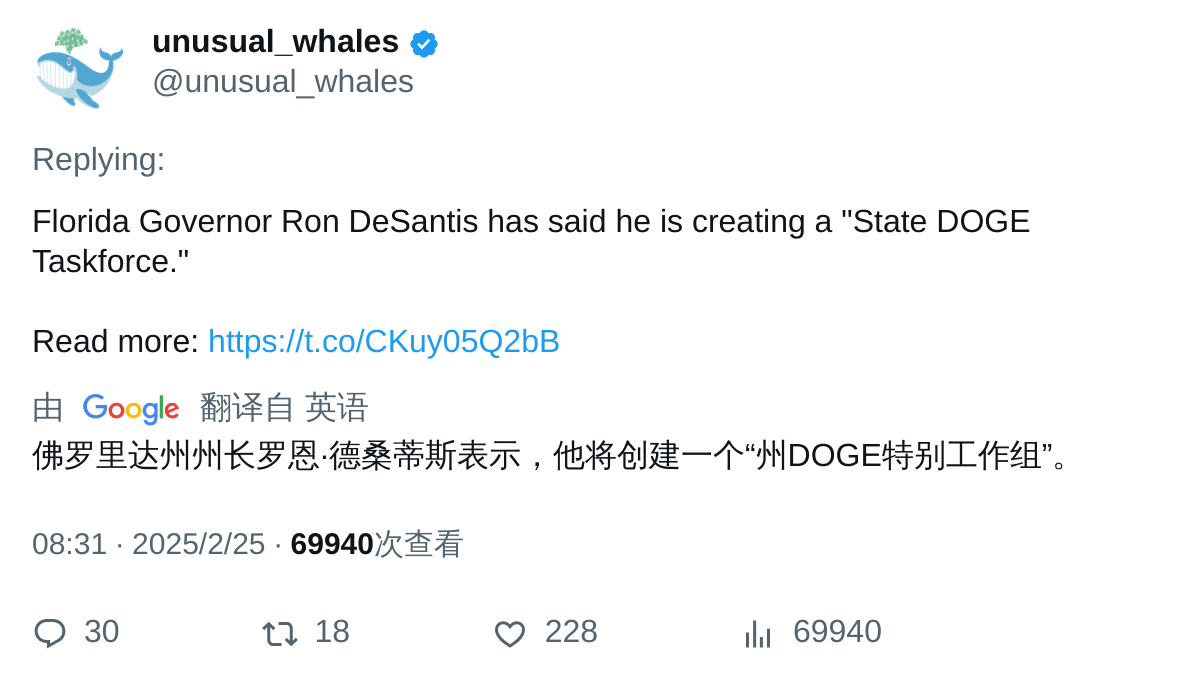 unusual_whales
@unusual_whales
Replying:
Florida Governor Ron DeSantis has said he is creating a "State DOGE
Taskforce."
Read more: https://t.co/CKuy05Q2bB
由 Google 翻译自 英语
佛罗里达州州长罗恩·德桑蒂斯表示，他将创建一个“州DOGE特别工作组”。
08:31 · 2025/2/25 · 69940次查看
30 18 228 69940